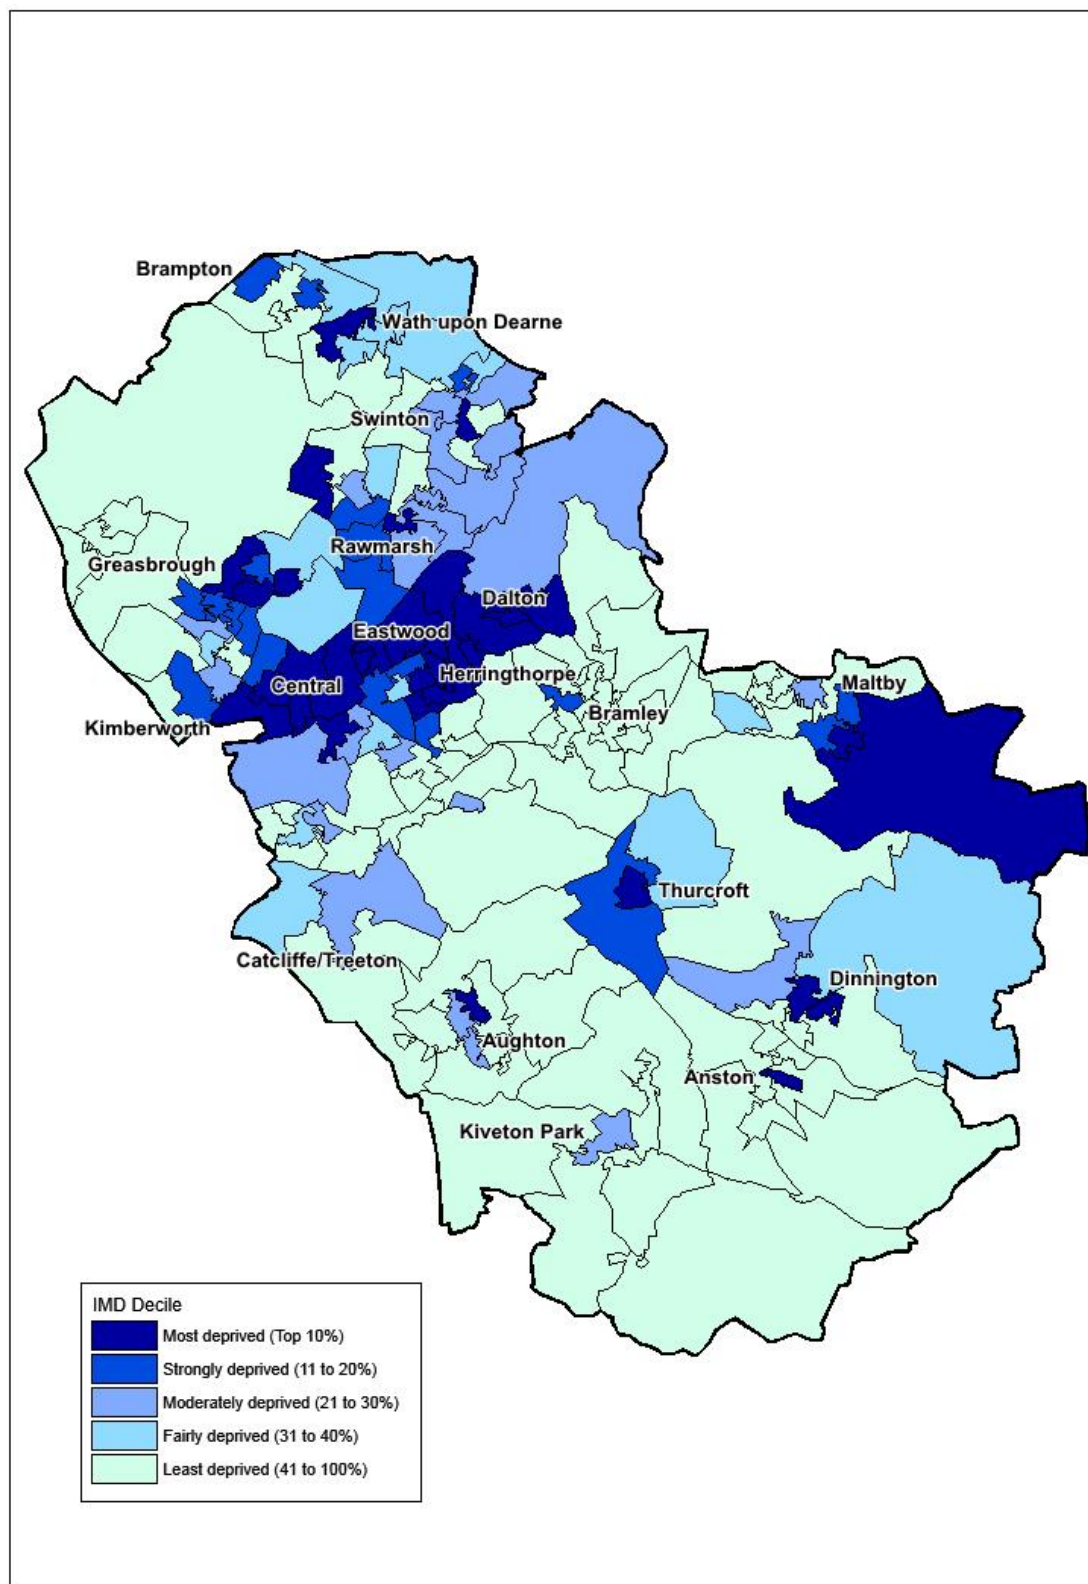 Brampton
Wath upon Dearne
Swinton
Rawmarsh
Greasbrough
Dalton
Eastwood
Herringthorpe
Central
Maltby
Bramley
Kimberworth
Thurcroft
Catcliffe/Treeton
Dinnington
Aughton
Anston
Kiveton Park
IMD Decile
Most deprived (Top 10%)
Strongly deprived (11 to 20%)
Moderately deprived (21 to 30%)
Fairly deprived (31 to 40%)
Least deprived (41 to 100%)